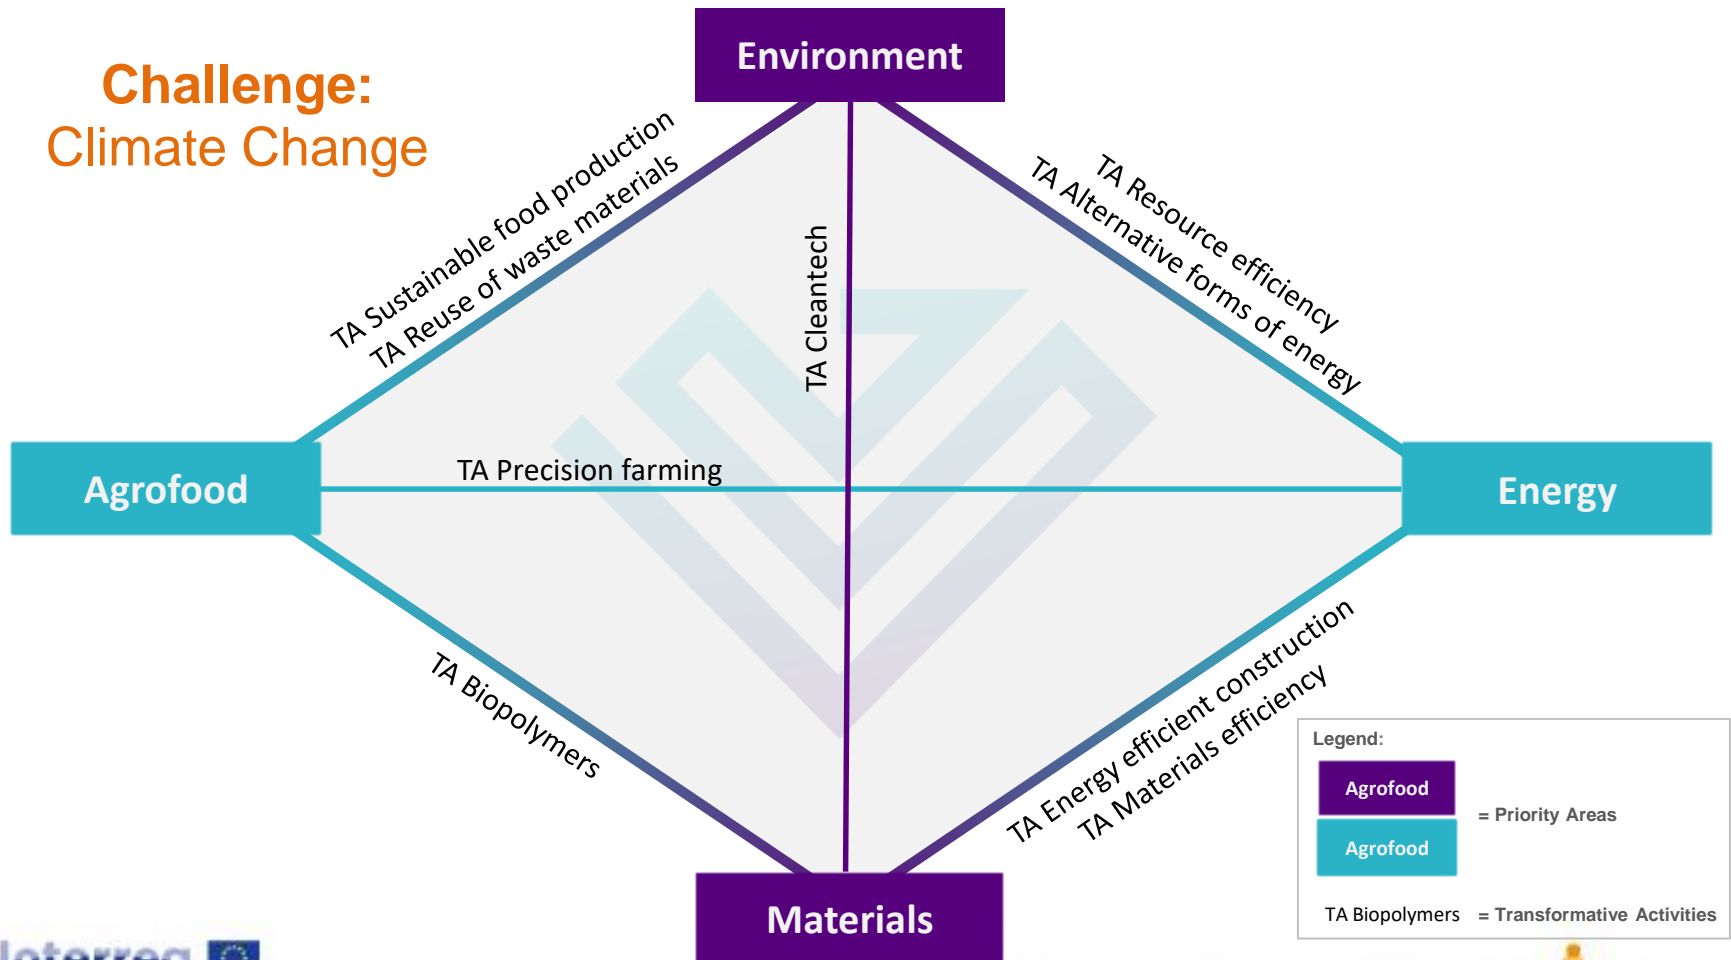 Environment
Challenge:
Climate Change
TA Sustainable food production
TA Reuse of waste materials
TA Cleantech
TA Resource efficiency
TA Alternative forms of energy
Agrofood
TA Precision farming
Energy
TA Biopolymers
TA Energy efficient construction
TA Materials efficiency
Materials
Legend:
Agrofood
= Priority Areas
Agrofood
TA Biopolymers = Transformative Activities
Interreg